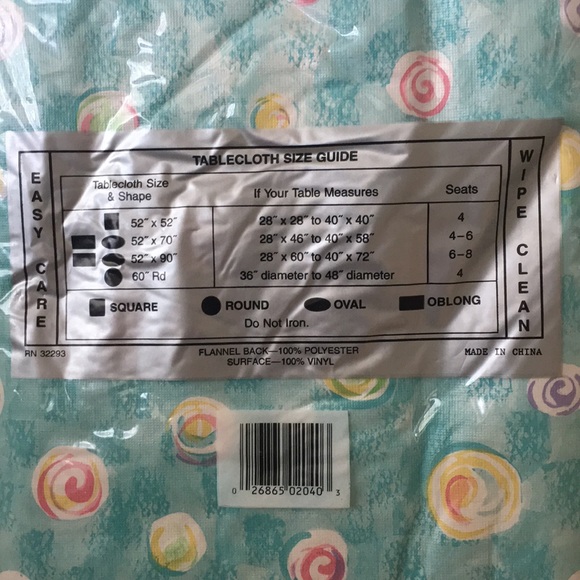 TABLECLOTH SIZE GUIDE
EASY CARE
WIPE CLEAN
Tablecloth Size & Shape If Your Table Measures Seats
52" x 52" 28" x 28" to 40" x 40" 4
52" x 70" 28" x 46" to 40" x 58" 4-6
52" x 90" 28" x 60" to 40" x 72" 6-8
60" Rd 36" diameter to 48" diameter 4
SQUARE ROUND OVAL OBLONG
Do Not Iron.
RN 32293 FLANNEL BACK—100% POLYESTER MADE IN CHINA
SURFACE—100% VINYL
0 26865 02040 3